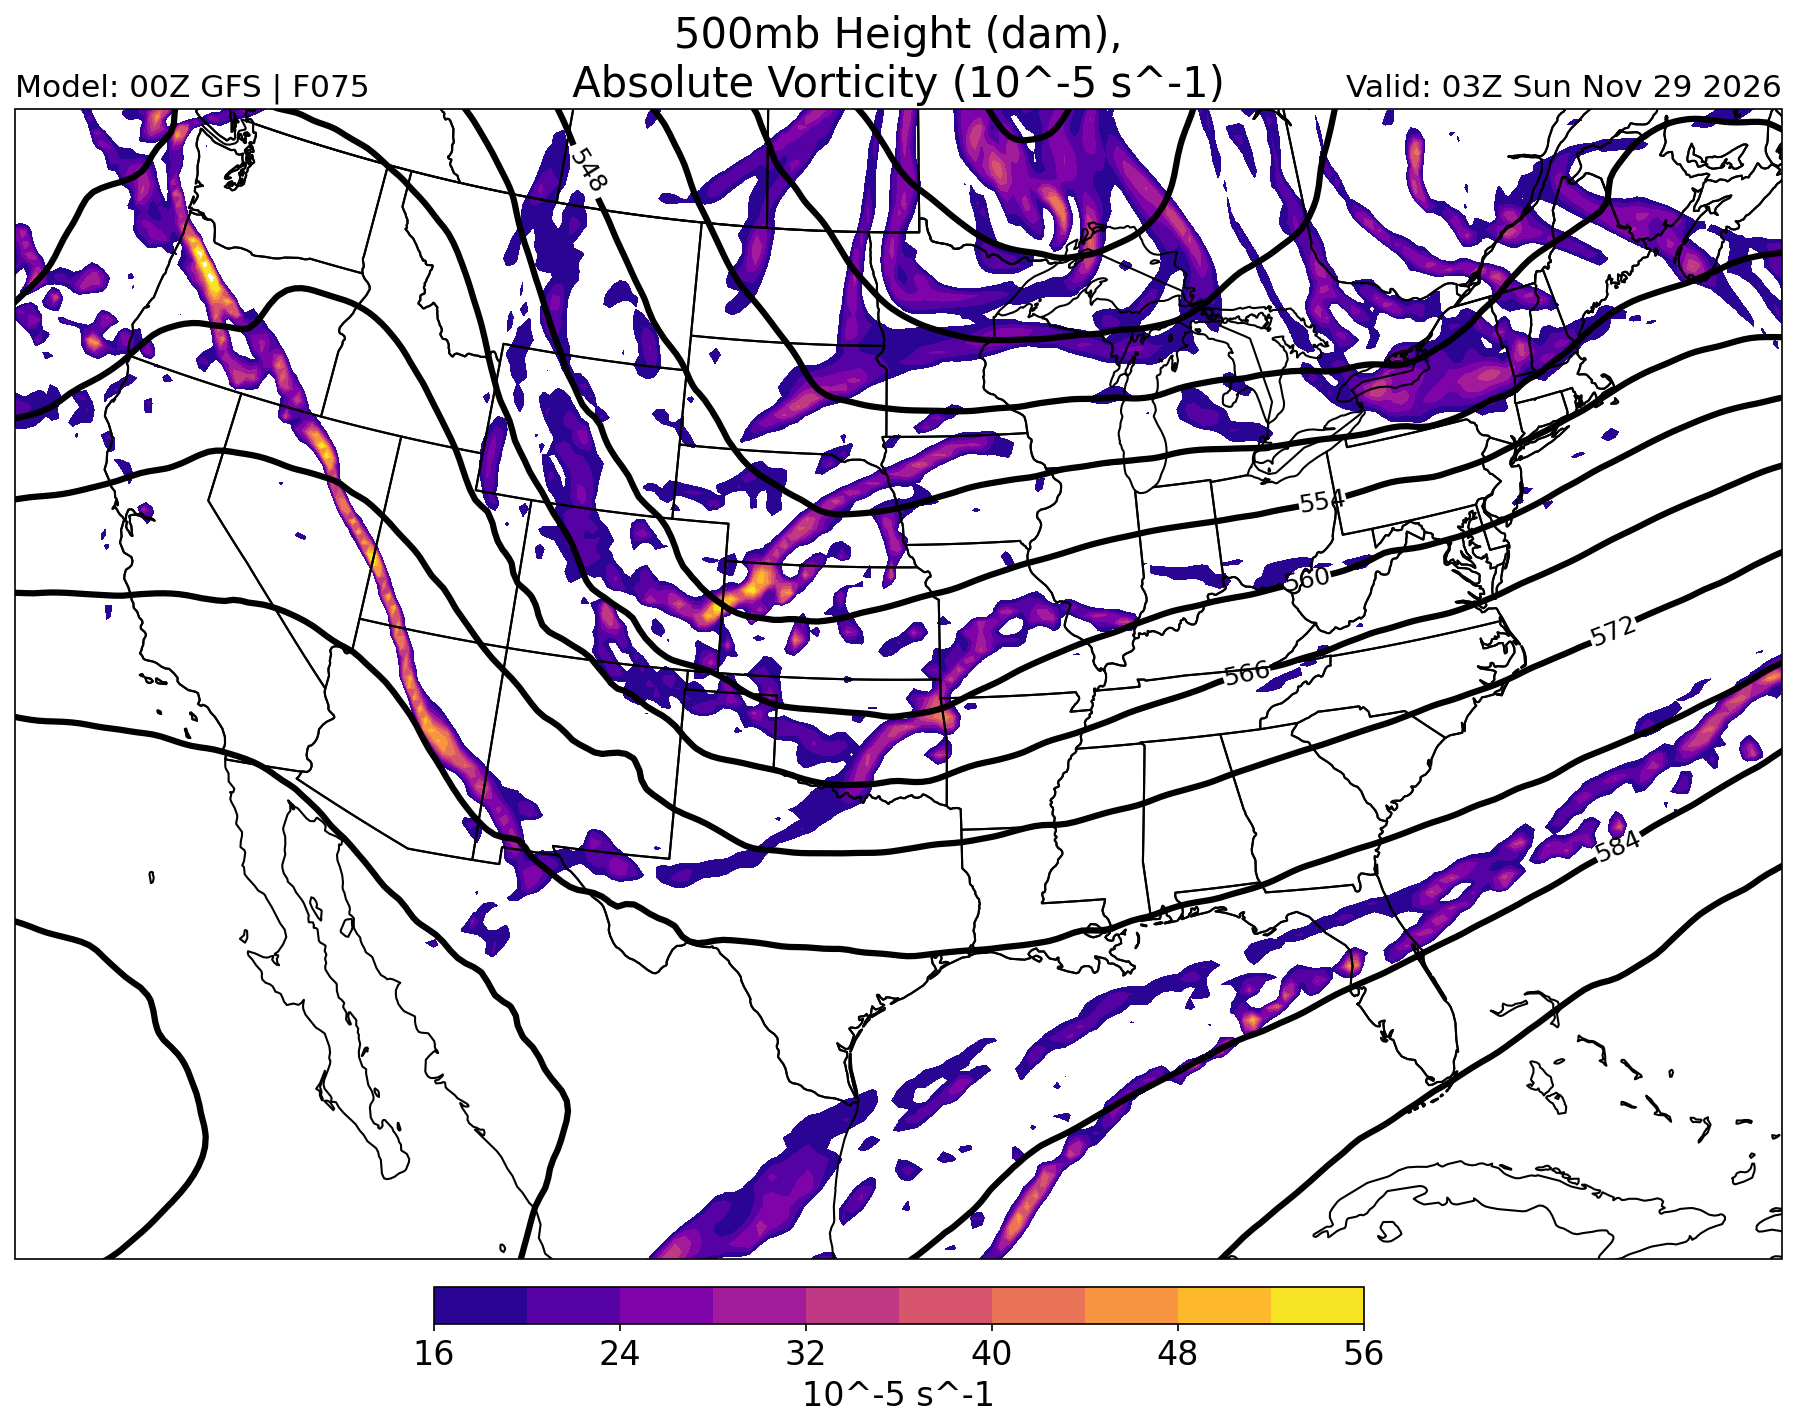 500mb Height (dam),
Model: 00Z GFS | F075
Absolute Vorticity (10^-5 s^-1)
Valid: 03Z Sun Nov 29 2026
548
554
560
566
572
584
16 24 32 40 48 56
10^-5 s^-1